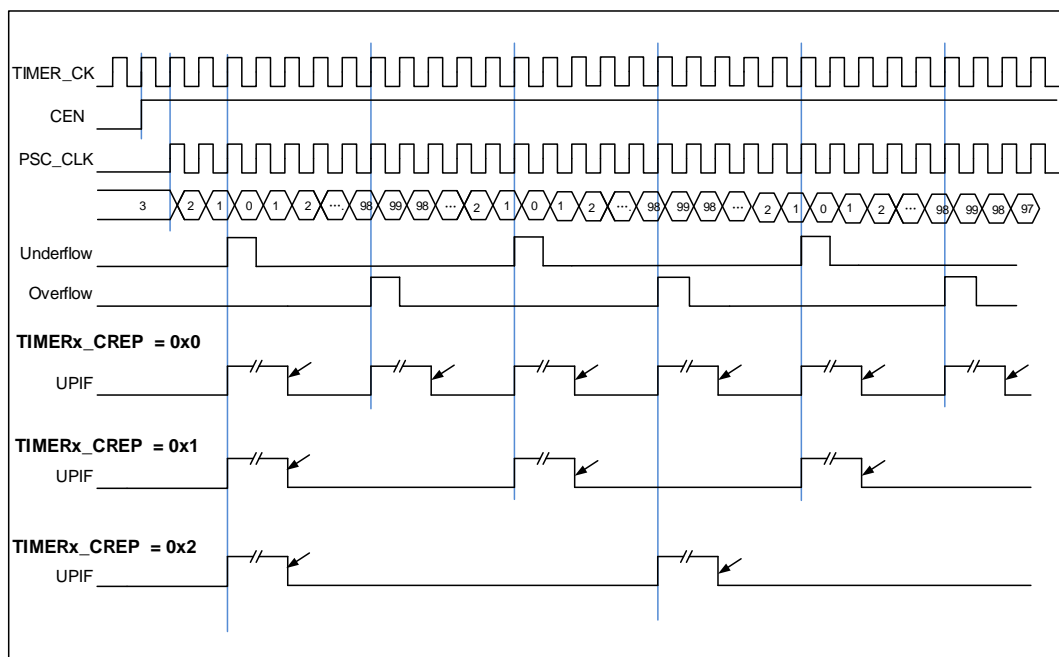 TIMER_CK
CEN
PSC_CLK
3 2 1 0 1 2 .... 98 99 98 ... 2 1 0 1 2 .... 98 99 98 ... 2 1 0 1 2 ... 98 99 98 97
Underflow
Overflow
TIMERx_CREP = 0x0
UPIF
TIMERx_CREP = 0x1
UPIF
TIMERx_CREP = 0x2
UPIF